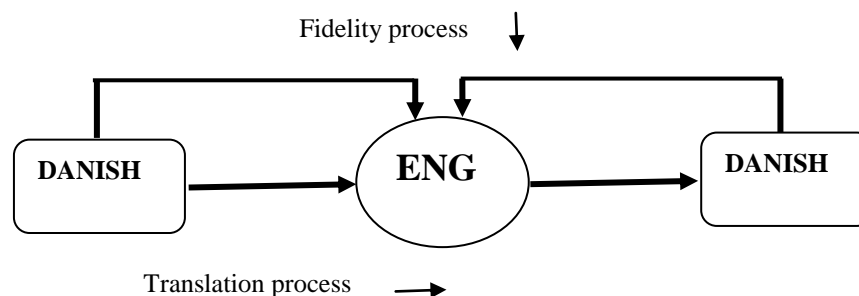 Fidelity process
DANISH
ENG
DANISH
Translation process